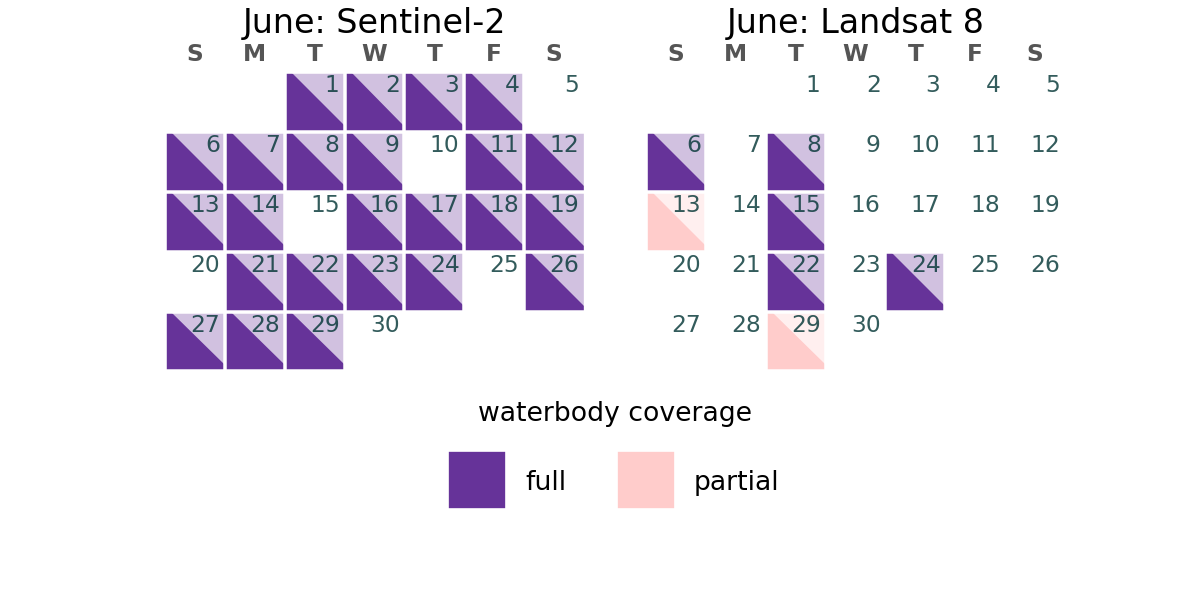 June: Sentinel-2
S M T W T F S
1 2 3 4 5
6 7 8 9 10 11 12
13 14 15 16 17 18 19
20 21 22 23 24 25 26
27 28 29 30
June: Landsat 8
S M T W T F S
1 2 3 4 5
6 7 8 9 10 11 12
13 14 15 16 17 18 19
20 21 22 23 24 25 26
27 28 29 30
waterbody coverage
full partial